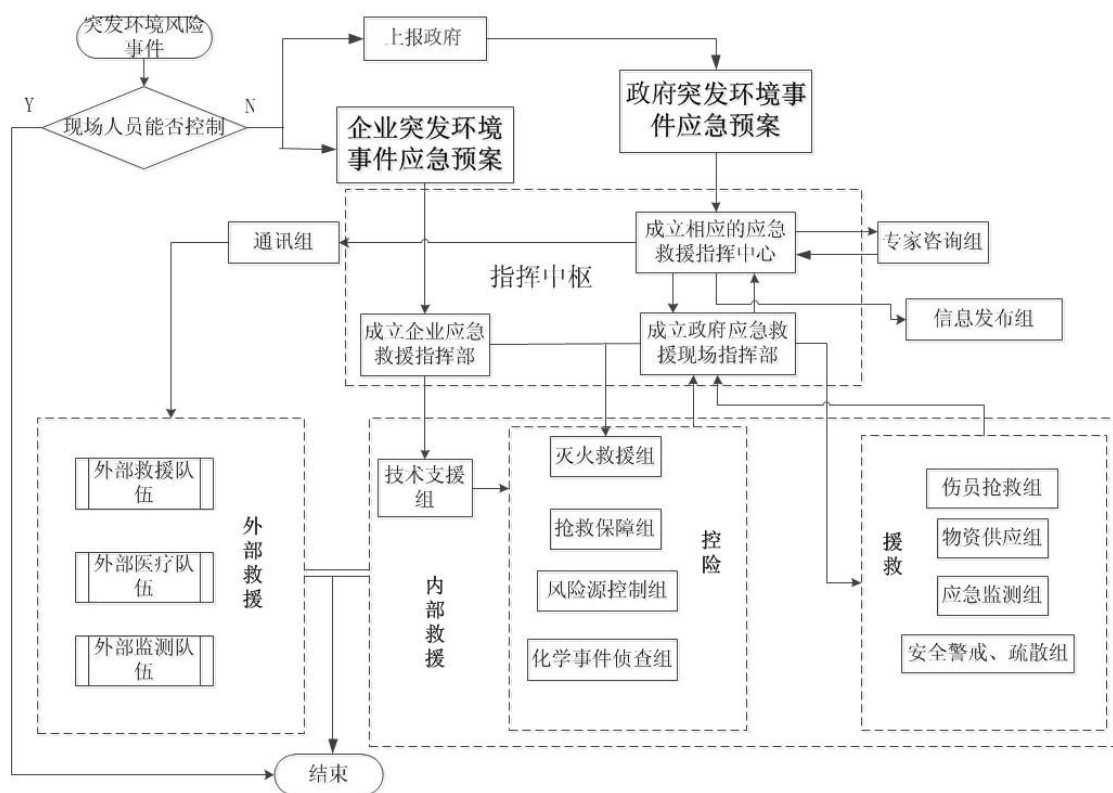 突发环境风险
事件
上报政府
Y
现场人员能否控制
N
企业突发环境
事件应急预案
政府突发环境事
件应急预案
通讯组
成立相应的应急
救援指挥中心
专家咨询组
指挥中枢
信息发布组
成立企业应急
救援指挥部
成立政府应急救
援现场指挥部
外部救援队
伍
外部医疗队
伍
外部监测队
伍
外部救援
技术支援
组
内部救援
灭火救援组
抢救保障组
风险源控制组
化学事件侦查组
控险
援救
伤员抢救组
物资供应组
应急监测组
安全警戒、疏散组
结束